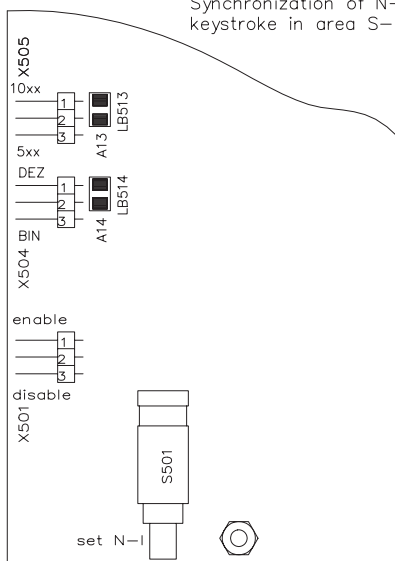 Synchronization of N-
keystroke in area S-
X505
10xx
1
2
3
5xx
A13
LB513
DEZ
1
2
3
BIN
A14
LB514
X504
enable
1
2
3
disable
X501
S501
set N-I